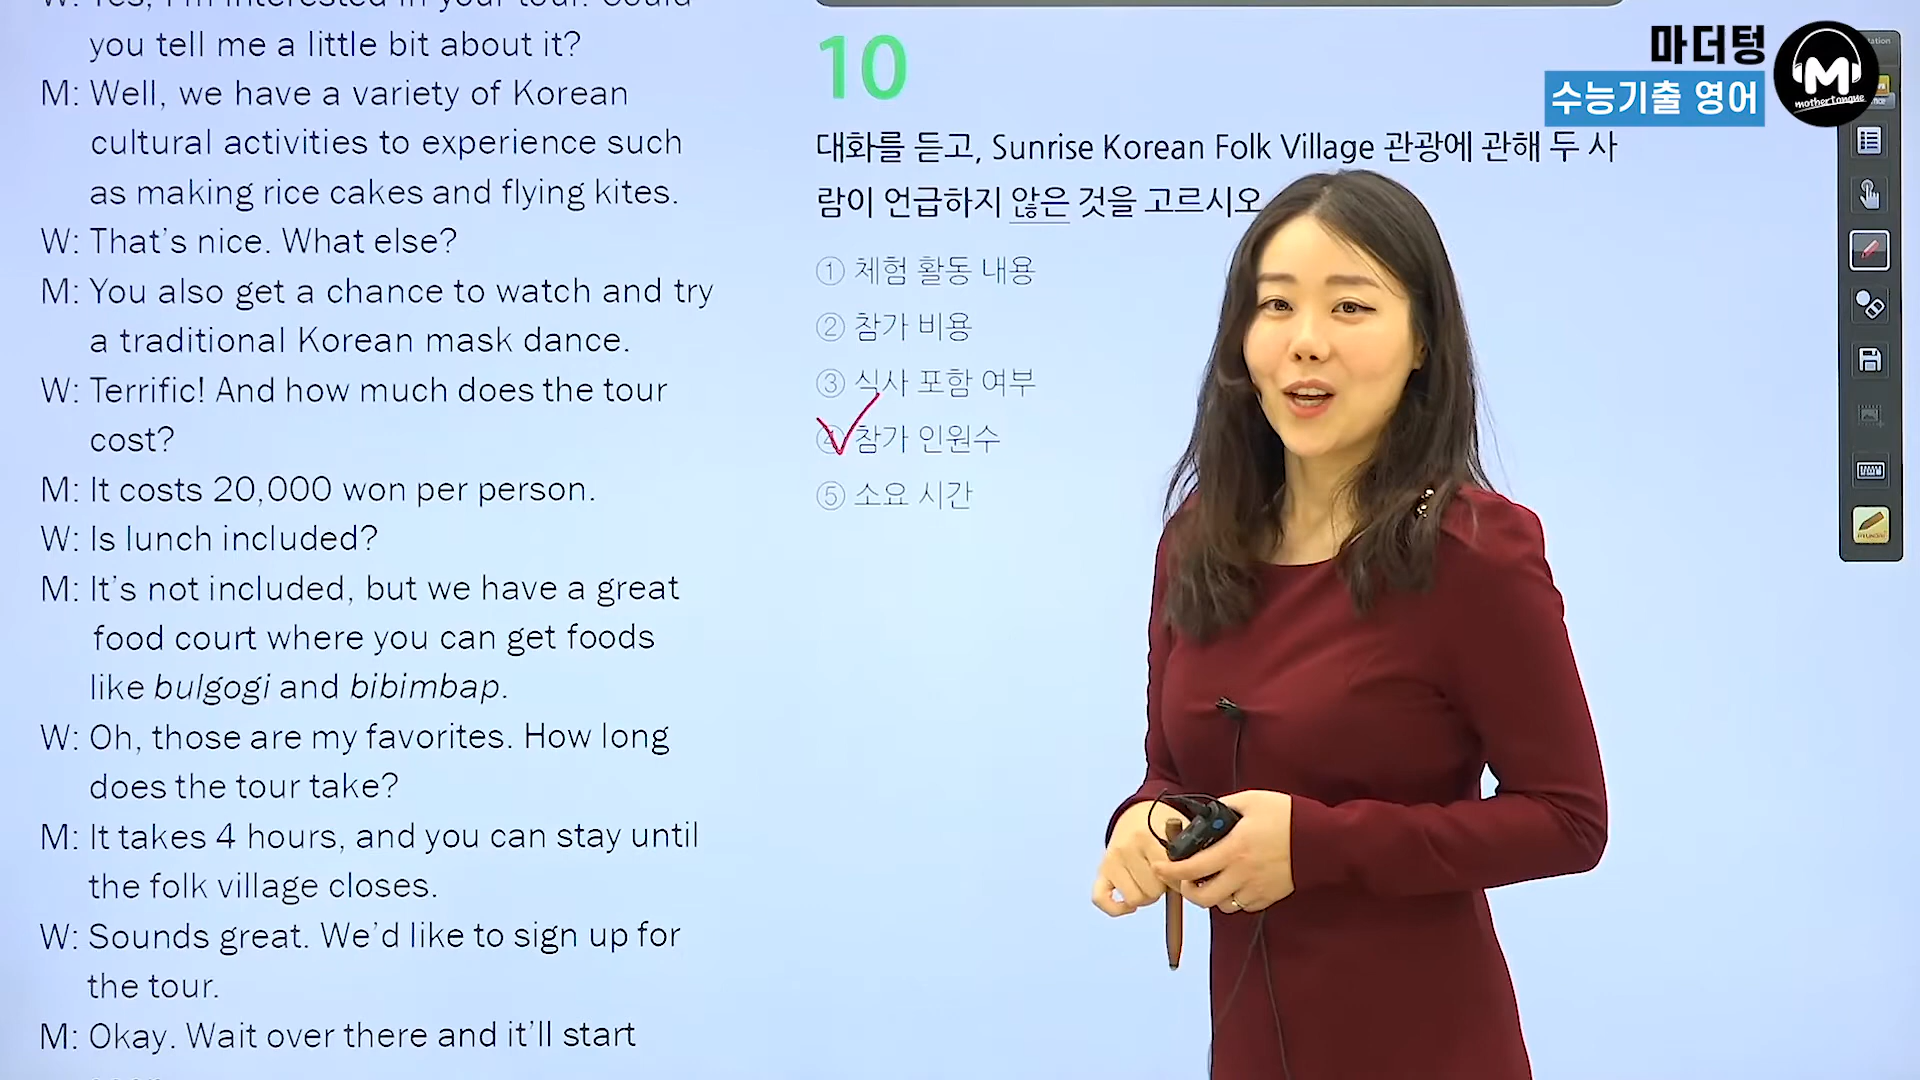 W: Yes, I'm interested in your tour. Could
you tell me a little bit about it?
M: Well, we have a variety of Korean
cultural activities to experience such
as making rice cakes and flying kites.
W: That's nice. What else?
M: You also get a chance to watch and try
a traditional Korean mask dance.
W: Terrific! And how much does the tour
cost?
M: It costs 20,000 won per person.
W: Is lunch included?
M: It's not included, but we have a great
food court where you can get foods
like bulgogi and bibimbap.
W: Oh, those are my favorites. How long
does the tour take?
M: It takes 4 hours, and you can stay until
the folk village closes.
W: Sounds great. We'd like to sign up for
the tour.
M: Okay. Wait over there and it'll start
10
대화를 듣고, Sunrise Korean Folk Village 관광에 관해 두 사
람이 언급하지 않은 것을 고르시오
① 체험 활동 내용
② 참가 비용
③ 식사 포함 여부
④ 참가 인원수
⑤ 소요 시간
마더텅
수능기출 영어
M
mother tongue